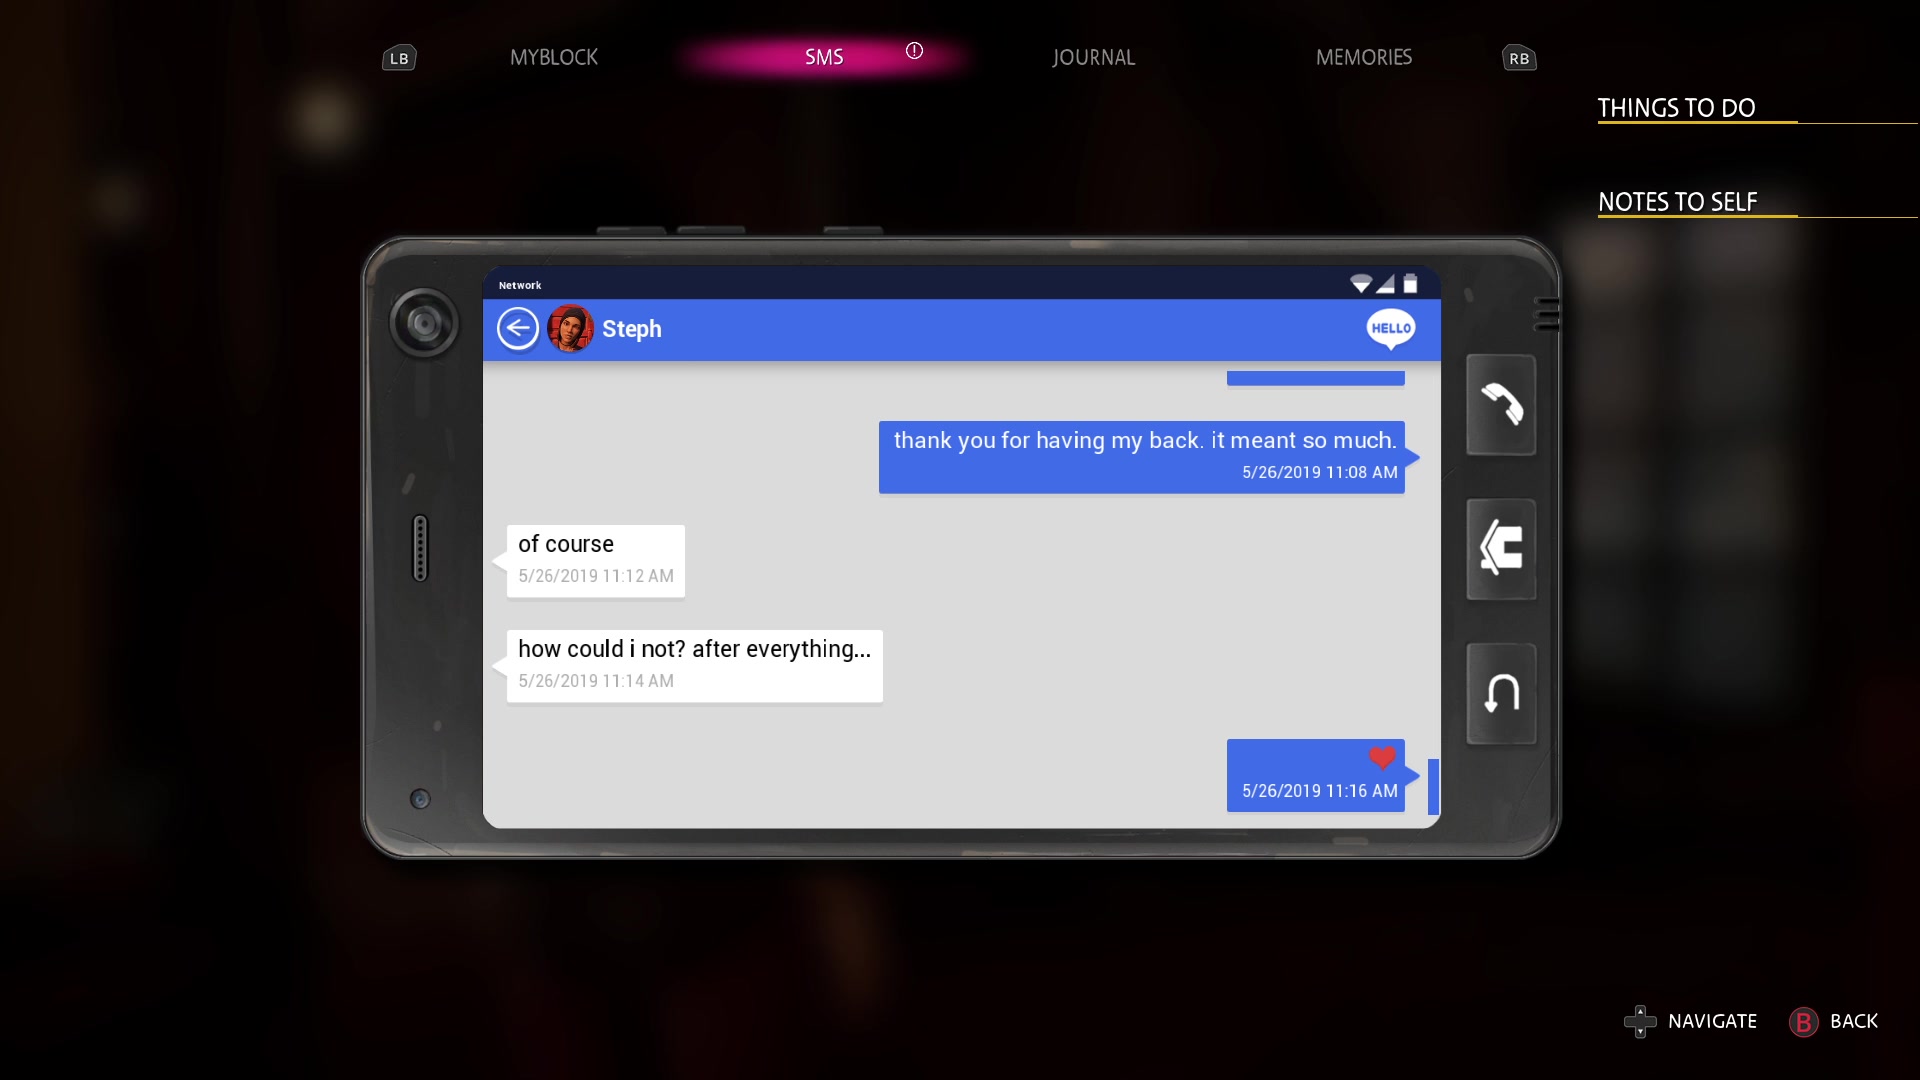 LB
MYBLOCK
SMS
JOURNAL
MEMORIES
RB
THINGS TO DO
NOTES TO SELF
Network
Steph
HELLO
thank you for having my back. it meant so much.
5/26/2019 11:08 AM
of course
5/26/2019 11:12 AM
how could i not? after everything...
5/26/2019 11:14 AM
❤
5/26/2019 11:16 AM
NAVIGATE
B BACK